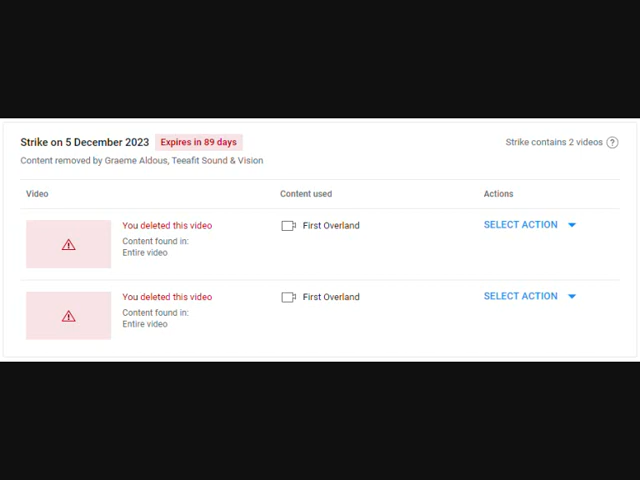 Strike on 5 December 2023 Expires in 89 days Strike contains 2 videos ?
Content removed by Graeme Aldous, Teeafit Sound & Vision
Video Content used Actions
You deleted this video First Overland SELECT ACTION
Content found in:
Entire video
You deleted this video First Overland SELECT ACTION
Content found in:
Entire video